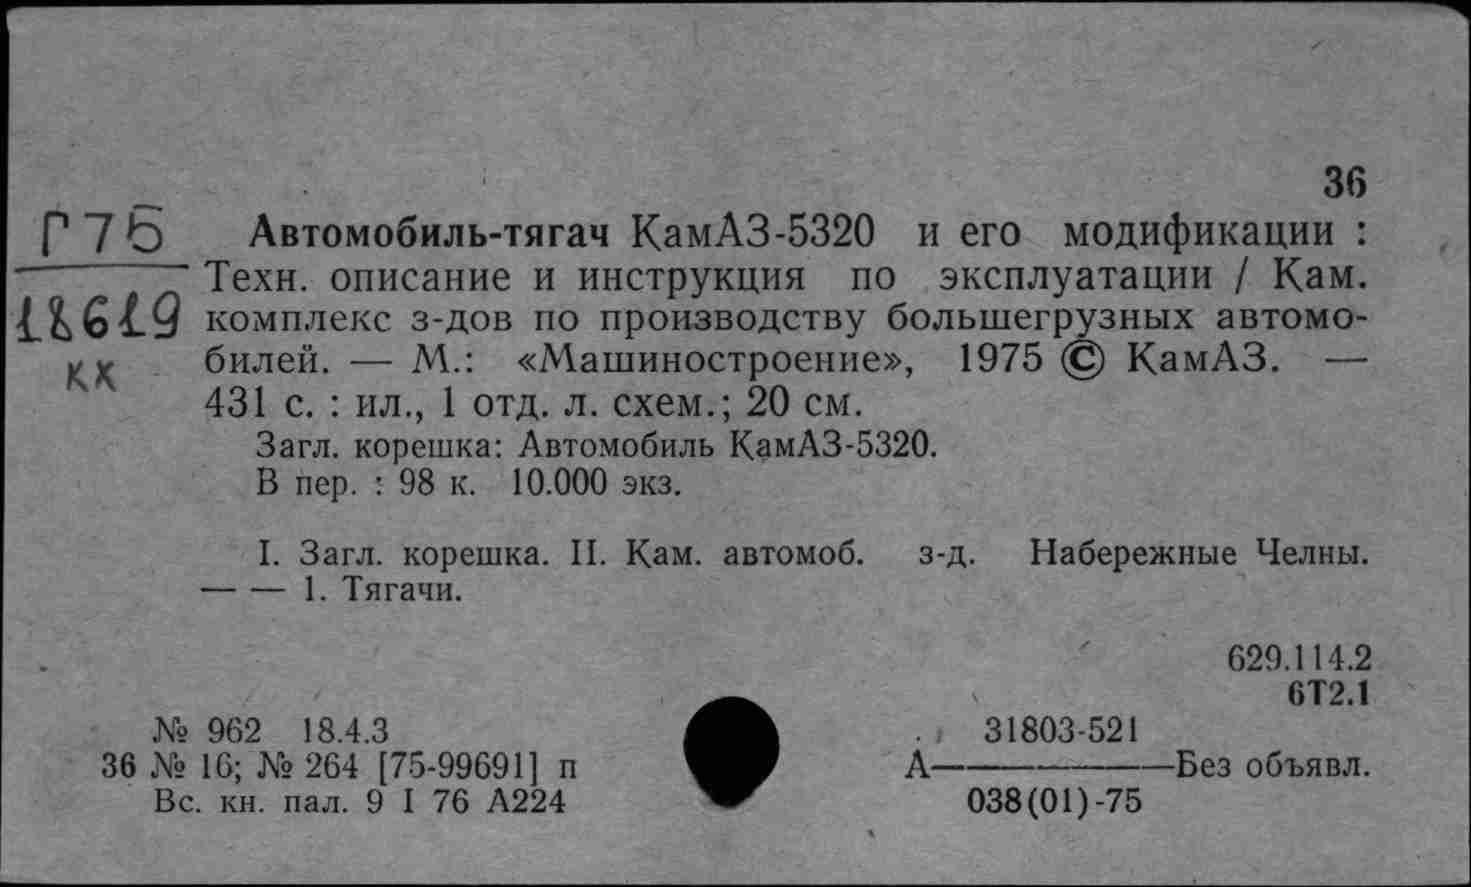 36
Г76
Автомобиль-тягач КамАЗ-5320 и его модификации :
Техн. описание и инструкция по эксплуатации / Кам.
комплекс з-дов по производству большегрузных автомо-
билей. — М.: «Машиностроение», 1975 © КамАЗ. —
431 с. : ил., 1 отд. л. схем.; 20 см.
КХ
Загл. корешка: Автомобиль КамАЗ-5320.
В пер. : 98 к. 10.000 экз.
I. Загл. корешка. II. Кам. автомоб. з-д. Набережные Челны.
— — 1. Тягачи.
629.114.2
6Т2.1
№ 962 18.4.3
36 № 16; № 264 [75-99691] п
Вс. кн. пал. 9 I 76 А224
31803-521
А————Без объявл.
038(01)-75